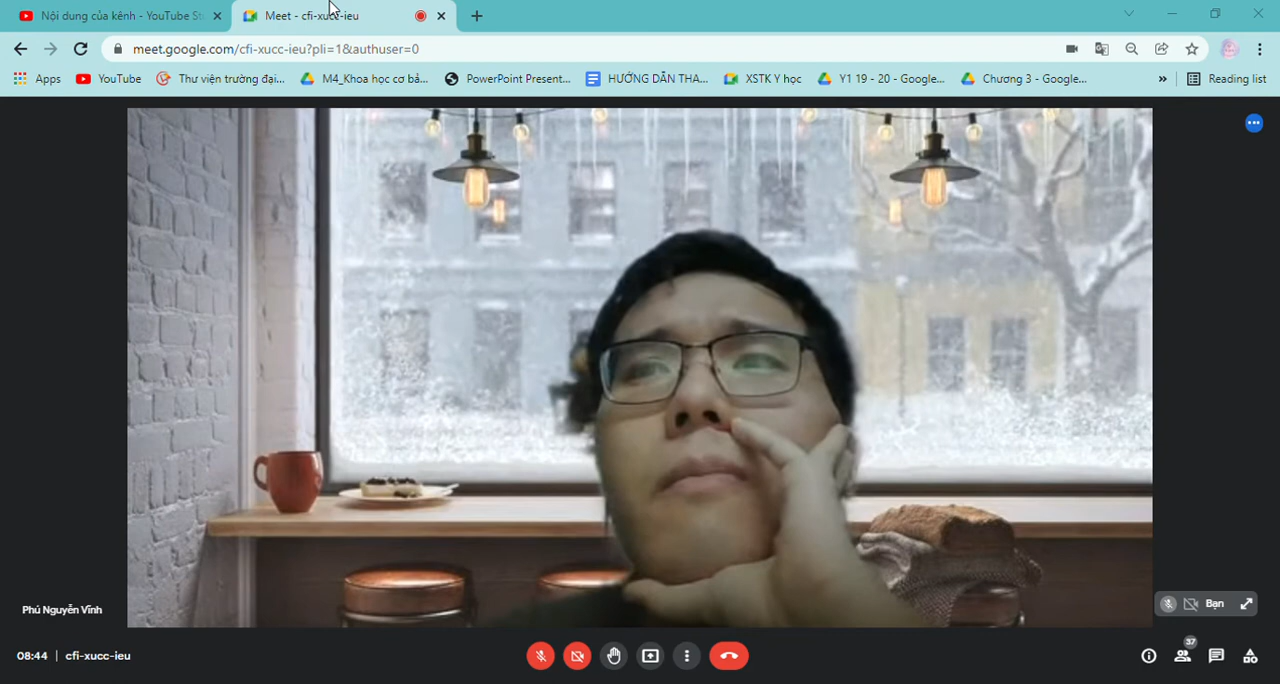 Nội dung của kênh - YouTube St
Meet - cfi-xucc-ieu
meet.google.com/cfi-xucc-ieu?pli=1&authuser=0
Apps
YouTube
Thư viện trường đại...
M4_Khoa học cơ bả...
PowerPoint Present...
HƯỚNG DẪN THA...
XSTK Y học
Y1 19 - 20 - Google...
Chương 3 - Google...
»
Reading list
Phú Nguyễn Vĩnh
Bạn
08:44 | cfi-xucc-ieu
37